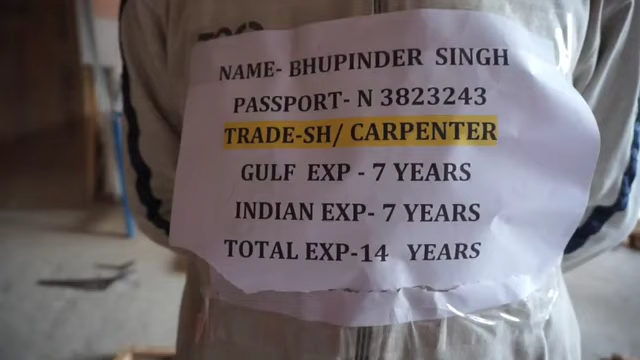 NAME- BHUPINDER SINGH
PASSPORT- N 3823243
TRADE-SH/ CARPENTER
GULF EXP - 7 YEARS
INDIAN EXP- 7 YEARS
TOTAL EXP-14 YEARS